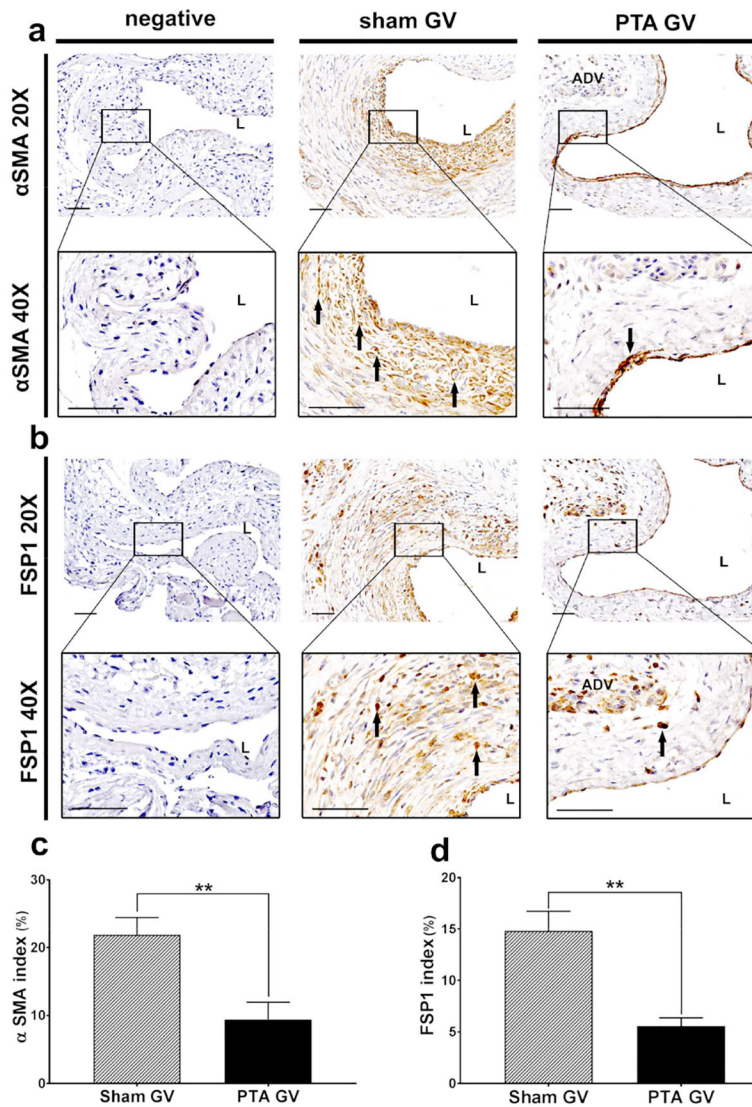 negative sham GV PTA GV
a
αSMA 20X
L
L
ADV
L
αSMA 40X
L
L
L
b
FSP1 20X
L
L
L
FSP1 40X
L
L
ADV
L
c
α SMA index (%)
30
20
10
0
**
Sham GV PTA GV
d
FSP1 index (%)
20
15
10
5
0
**
Sham GV PTA GV